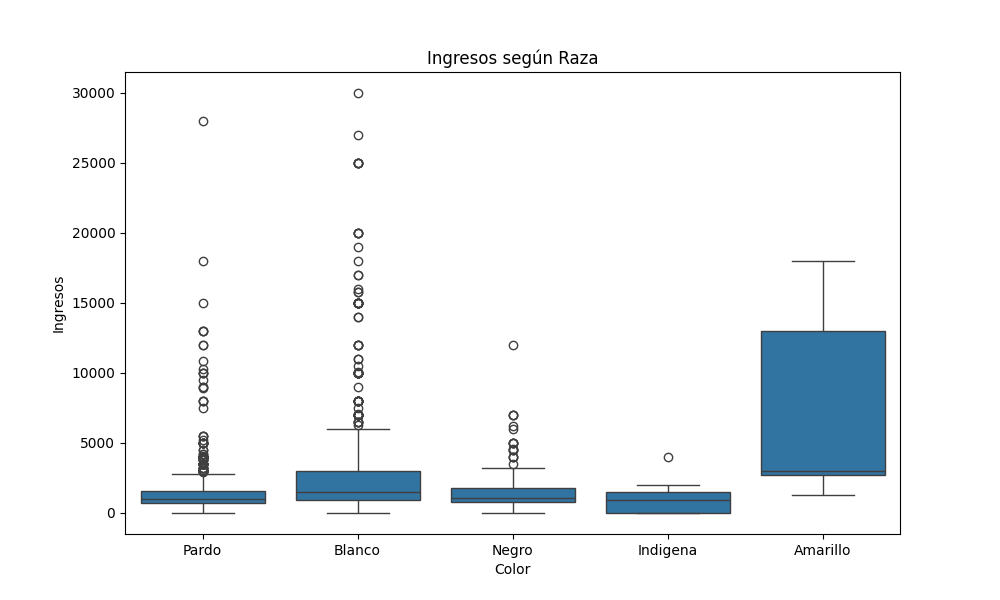 Ingresos según Raza
30000
25000
20000
15000
10000
5000
0
Ingresos
Pardo
Blanco
Negro
Indigena
Amarillo
Color